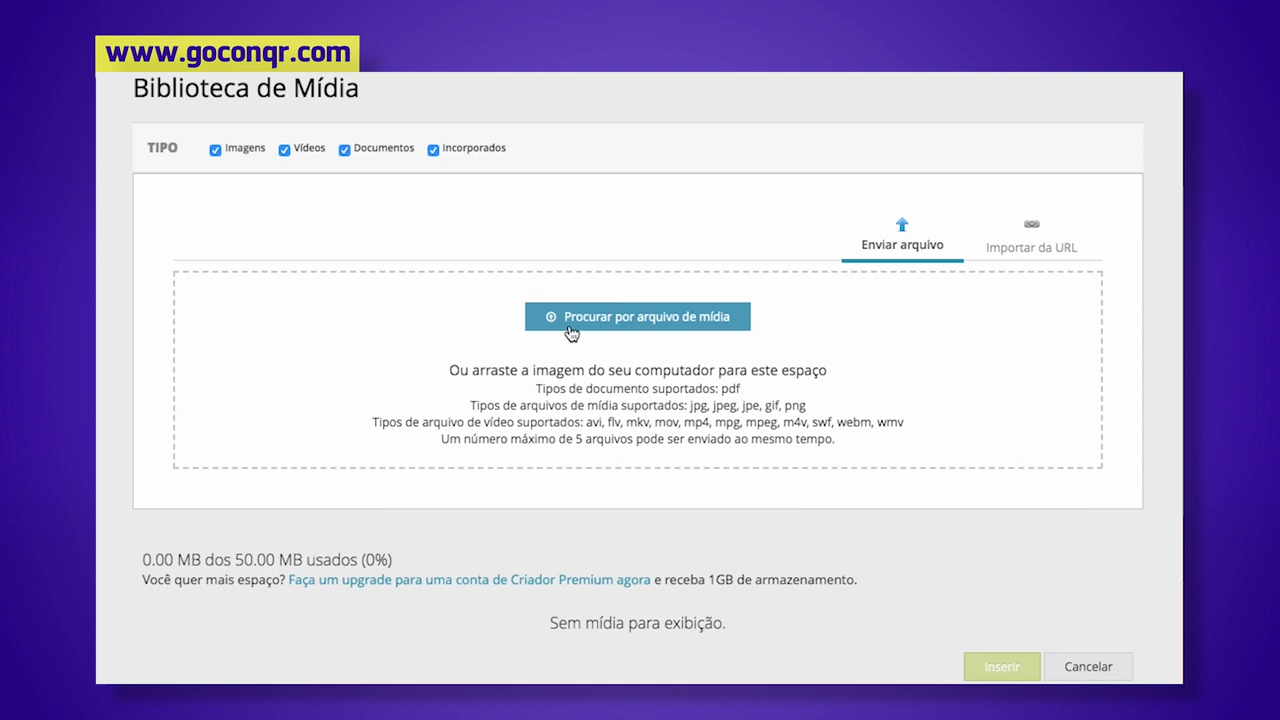 www.goconqr.com
Biblioteca de Mídia
TIPO Imagens Vídeos Documentos Incorporados
Enviar arquivo Importar da URL
Procurar por arquivo de mídia
Ou arraste a imagem do seu computador para este espaço
Tipos de documento suportados: pdf
Tipos de arquivos de mídia suportados: jpg, jpeg, jpe, gif, png
Tipos de arquivo de vídeo suportados: avi, flv, mkv, mov, mp4, mpg, mpeg, m4v, swf, webm, wmv
Um número máximo de 5 arquivos pode ser enviado ao mesmo tempo.
0.00 MB dos 50.00 MB usados (0%)
Você quer mais espaço? Faça um upgrade para uma conta de Criador Premium agora e receba 1GB de armazenamento.
Sem mídia para exibição.
Inserir Cancelar